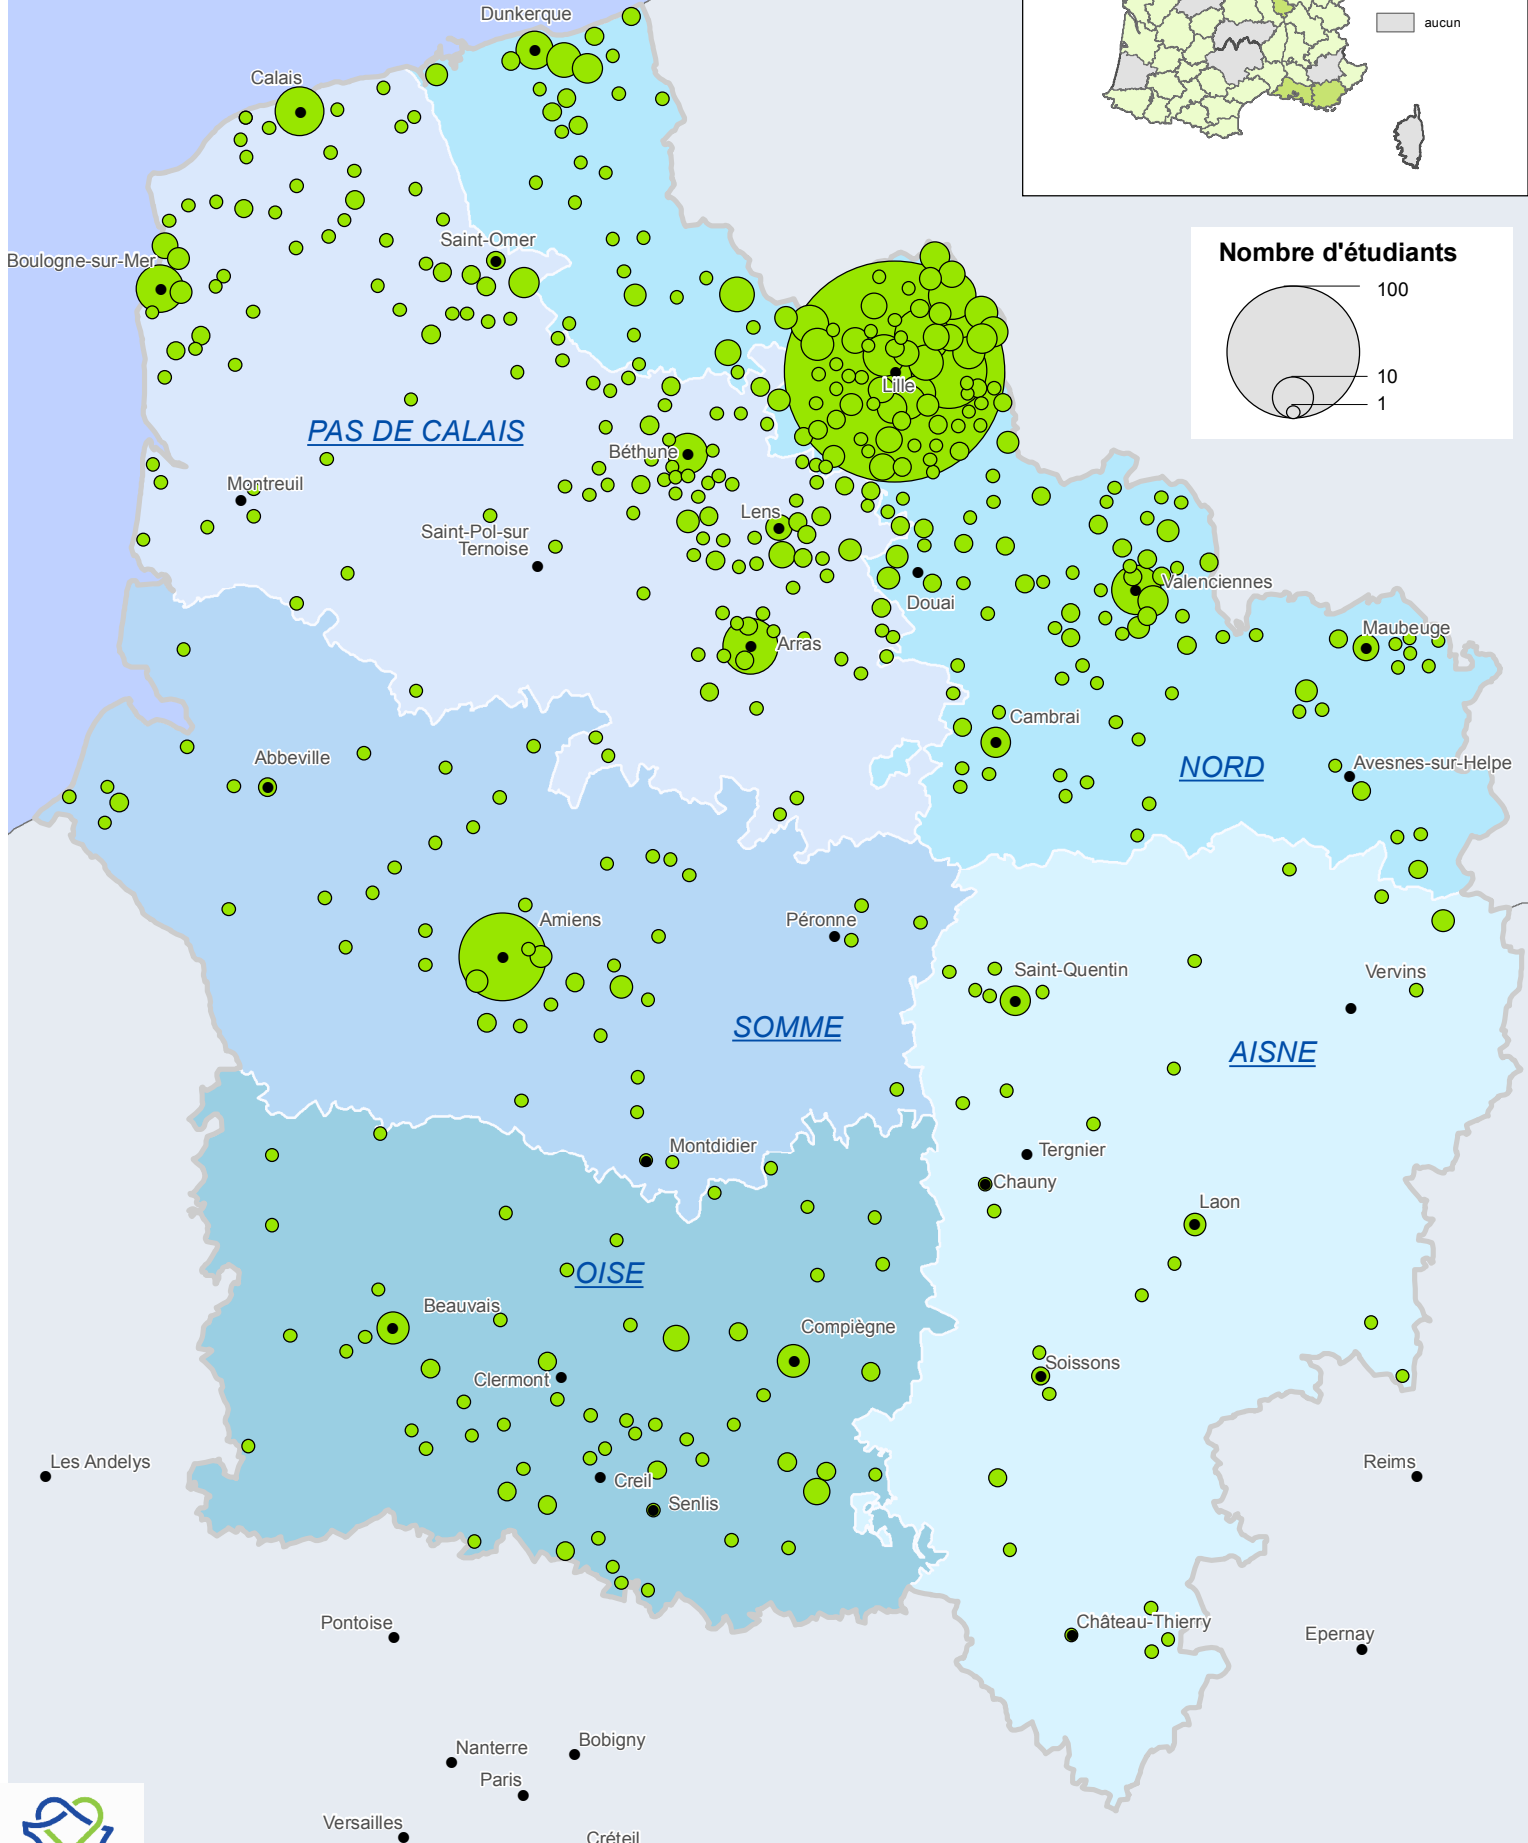 Dunkerque
aucun
Calais
Saint-Omer
Boulogne-sur-Mer
Nombre d'étudiants
100
10
1
Lille
PAS DE CALAIS
Béthune
Montreuil
Lens
Saint-Pol-sur
Ternoise
Valenciennes
Douai
Maubeuge
Arras
Cambrai
Abbeville
NORD
Avesnes-sur-Helpe
Amiens
Péronne
Saint-Quentin
Vervins
SOMME
AISNE
Montdidier
Tergnier
Chauny
Laon
OISE
Beauvais
Compiègne
Soissons
Clermont
Les Andelys
Creil
Reims
Senlis
Pontoise
Château-Thierry
Epernay
Nanterre
Bobigny
Paris
Versailles
Créteil